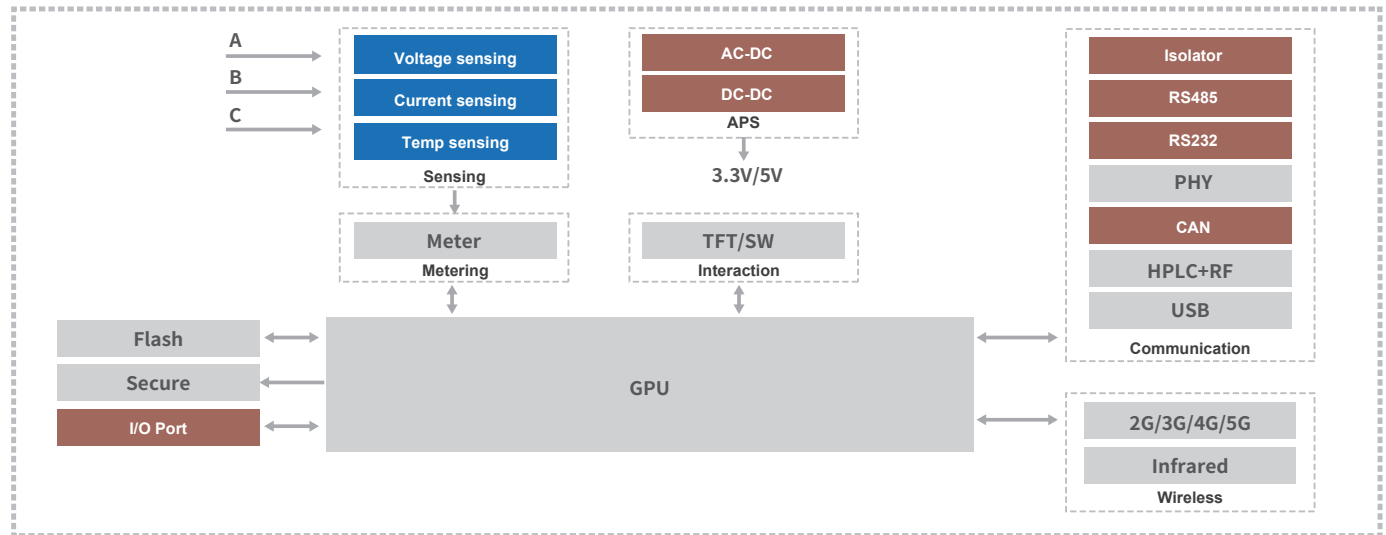 A
B
C
Voltage sensing
Current sensing
Temp sensing
Sensing
AC-DC
DC-DC
APS
3.3V/5V
Isolator
RS485
RS232
PHY
CAN
HPLC+RF
USB
Communication
Meter
Metering
TFT/SW
Interaction
Flash
Secure
I/O Port
GPU
2G/3G/4G/5G
Infrared
Wireless